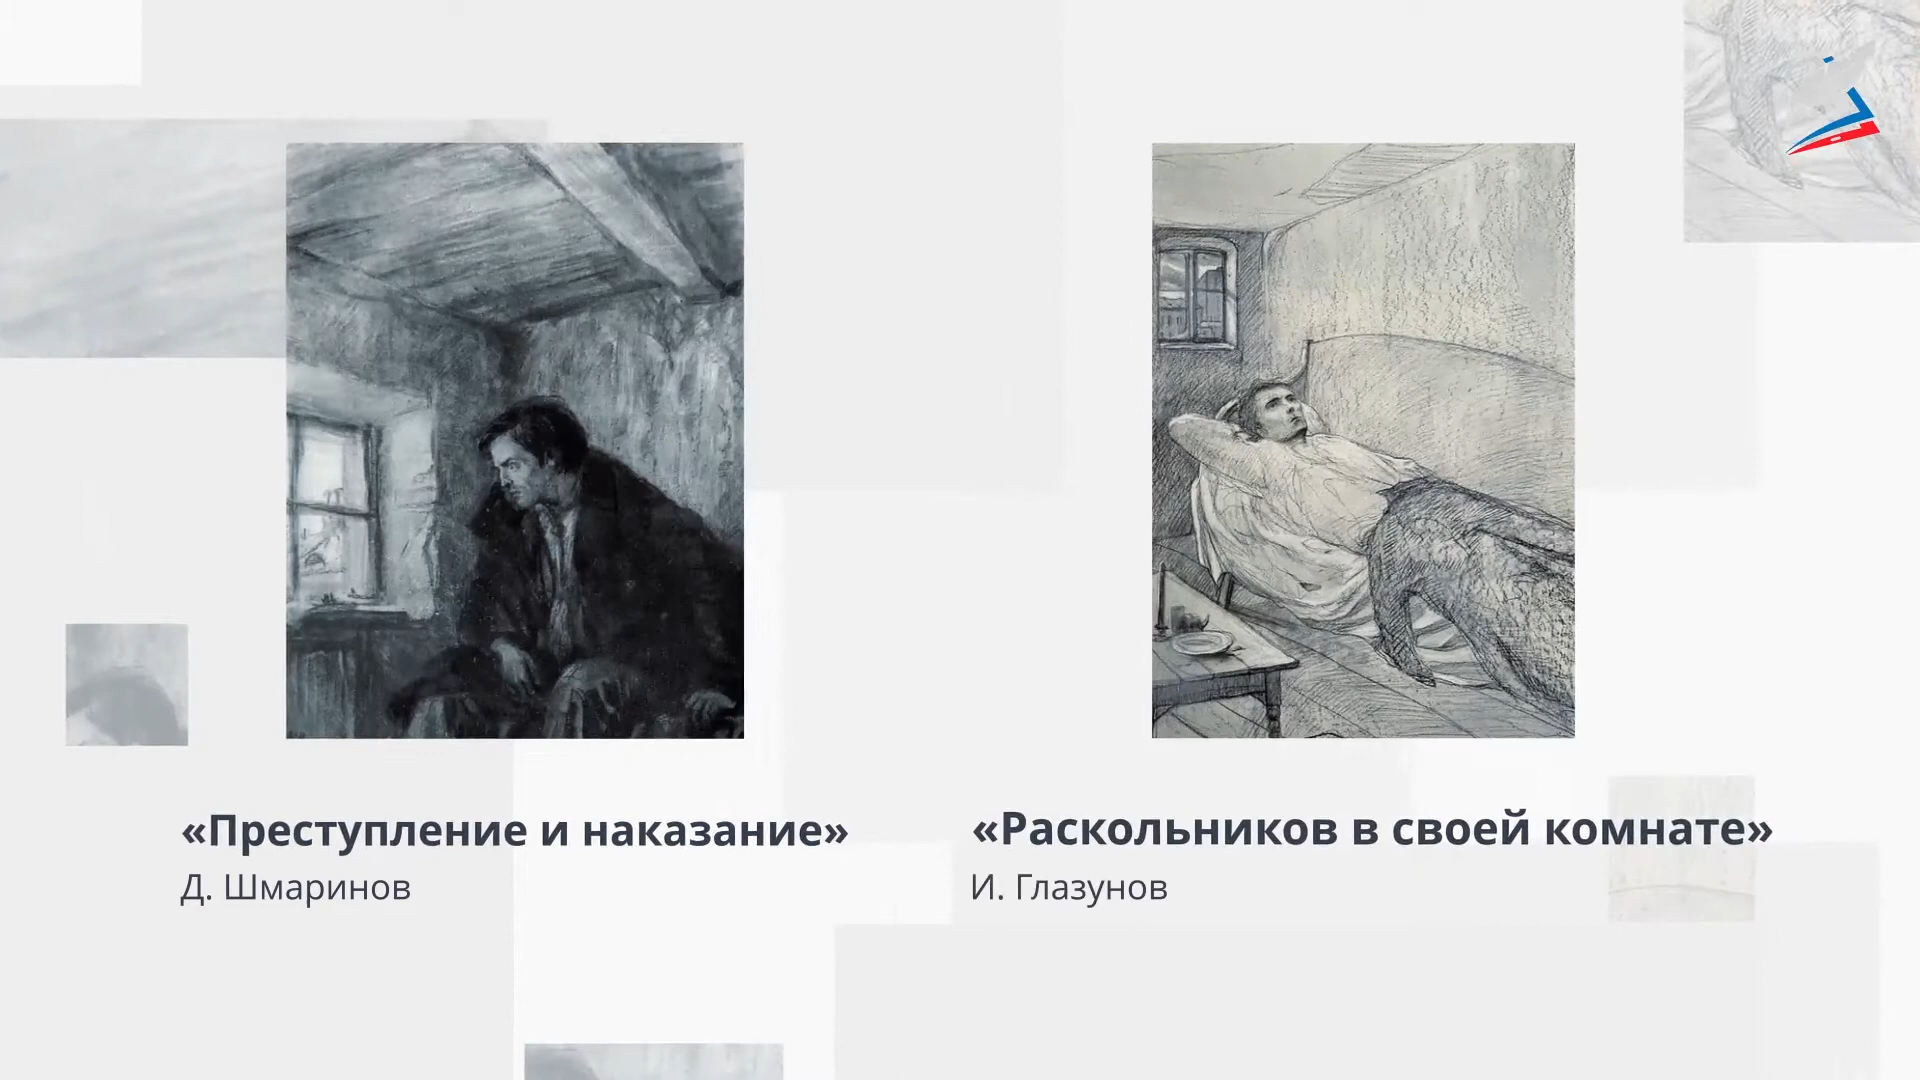 «Преступление и наказание»
Д. Шмаринов
«Раскольников в своей комнате»
И. Глазунов